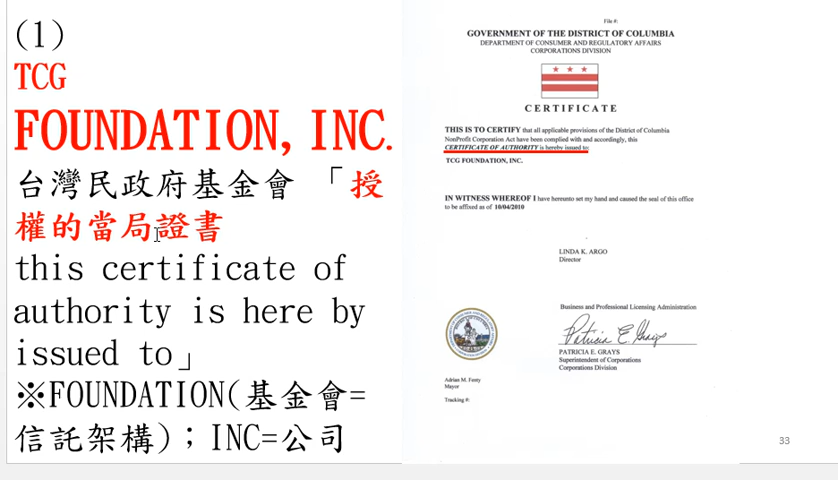 (1)
TCG
FOUNDATION, INC.
台灣民政府基金會 「授
權的當局證書
this certificate of
authority is here by
issued to」
※FOUNDATION(基金會=
信託架構)；INC=公司
File #:
GOVERNMENT OF THE DISTRICT OF COLUMBIA
DEPARTMENT OF CONSUMER AND REGULATORY AFFAIRS
CORPORATIONS DIVISION
CERTIFICATE
THIS IS TO CERTIFY that all applicable provisions of the District of Columbia
NonProfit Corporation Act have been complied with and accordingly, this
CERTIFICATE OF AUTHORITY is hereby issued to:
TCG FOUNDATION, INC.
IN WITNESS WHEREOF I have hereunto set my hand and caused the seal of this office
to be affixed as of 10/04/2010
LINDA K. ARGO
Director
Business and Professional Licensing Administration
Patricia E. Grays
PATRICIA E. GRAYS
Superintendent of Corporations
Corporations Division
Adrian M. Fenty
Mayor
Tracking #:
33